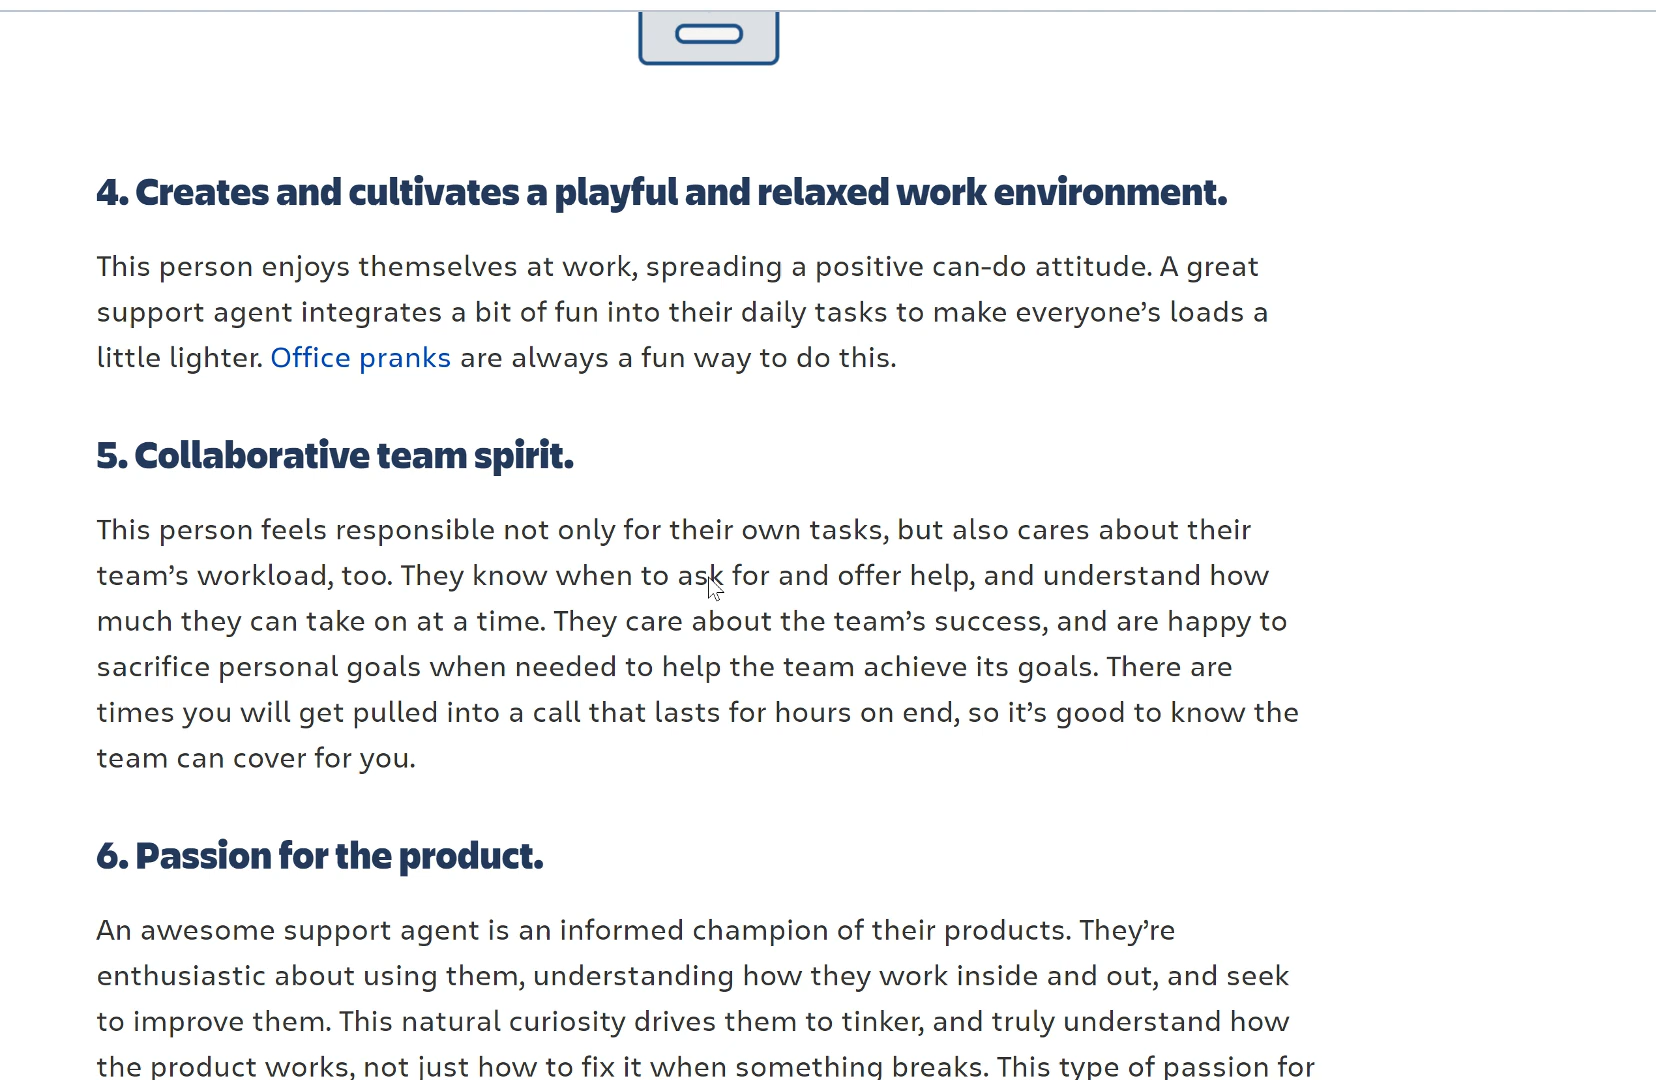 4. Creates and cultivates a playful and relaxed work environment.
This person enjoys themselves at work, spreading a positive can-do attitude. A great
support agent integrates a bit of fun into their daily tasks to make everyone’s loads a
little lighter. Office pranks are always a fun way to do this.
5. Collaborative team spirit.
This person feels responsible not only for their own tasks, but also cares about their
team’s workload, too. They know when to ask for and offer help, and understand how
much they can take on at a time. They care about the team’s success, and are happy to
sacrifice personal goals when needed to help the team achieve its goals. There are
times you will get pulled into a call that lasts for hours on end, so it’s good to know the
team can cover for you.
6. Passion for the product.
An awesome support agent is an informed champion of their products. They’re
enthusiastic about using them, understanding how they work inside and out, and seek
to improve them. This natural curiosity drives them to tinker, and truly understand how
the product works, not just how to fix it when something breaks. This type of passion for